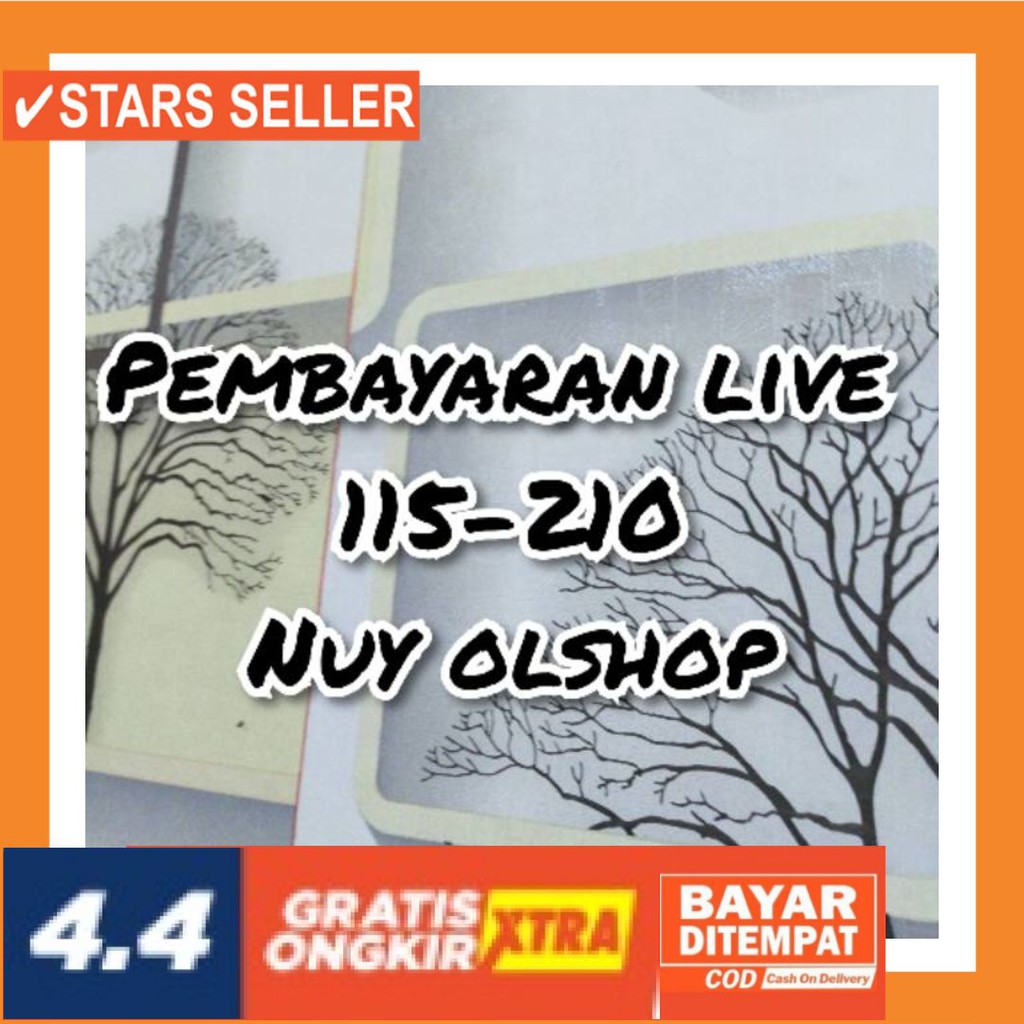 ✔STARS SELLER
PEMBAYARAN LIVE
115-210
NUY OLSHOP
4.4
GRATIS
ONGKIR XTRA
BAYAR
DITEMPAT
COD Cash On Delivery